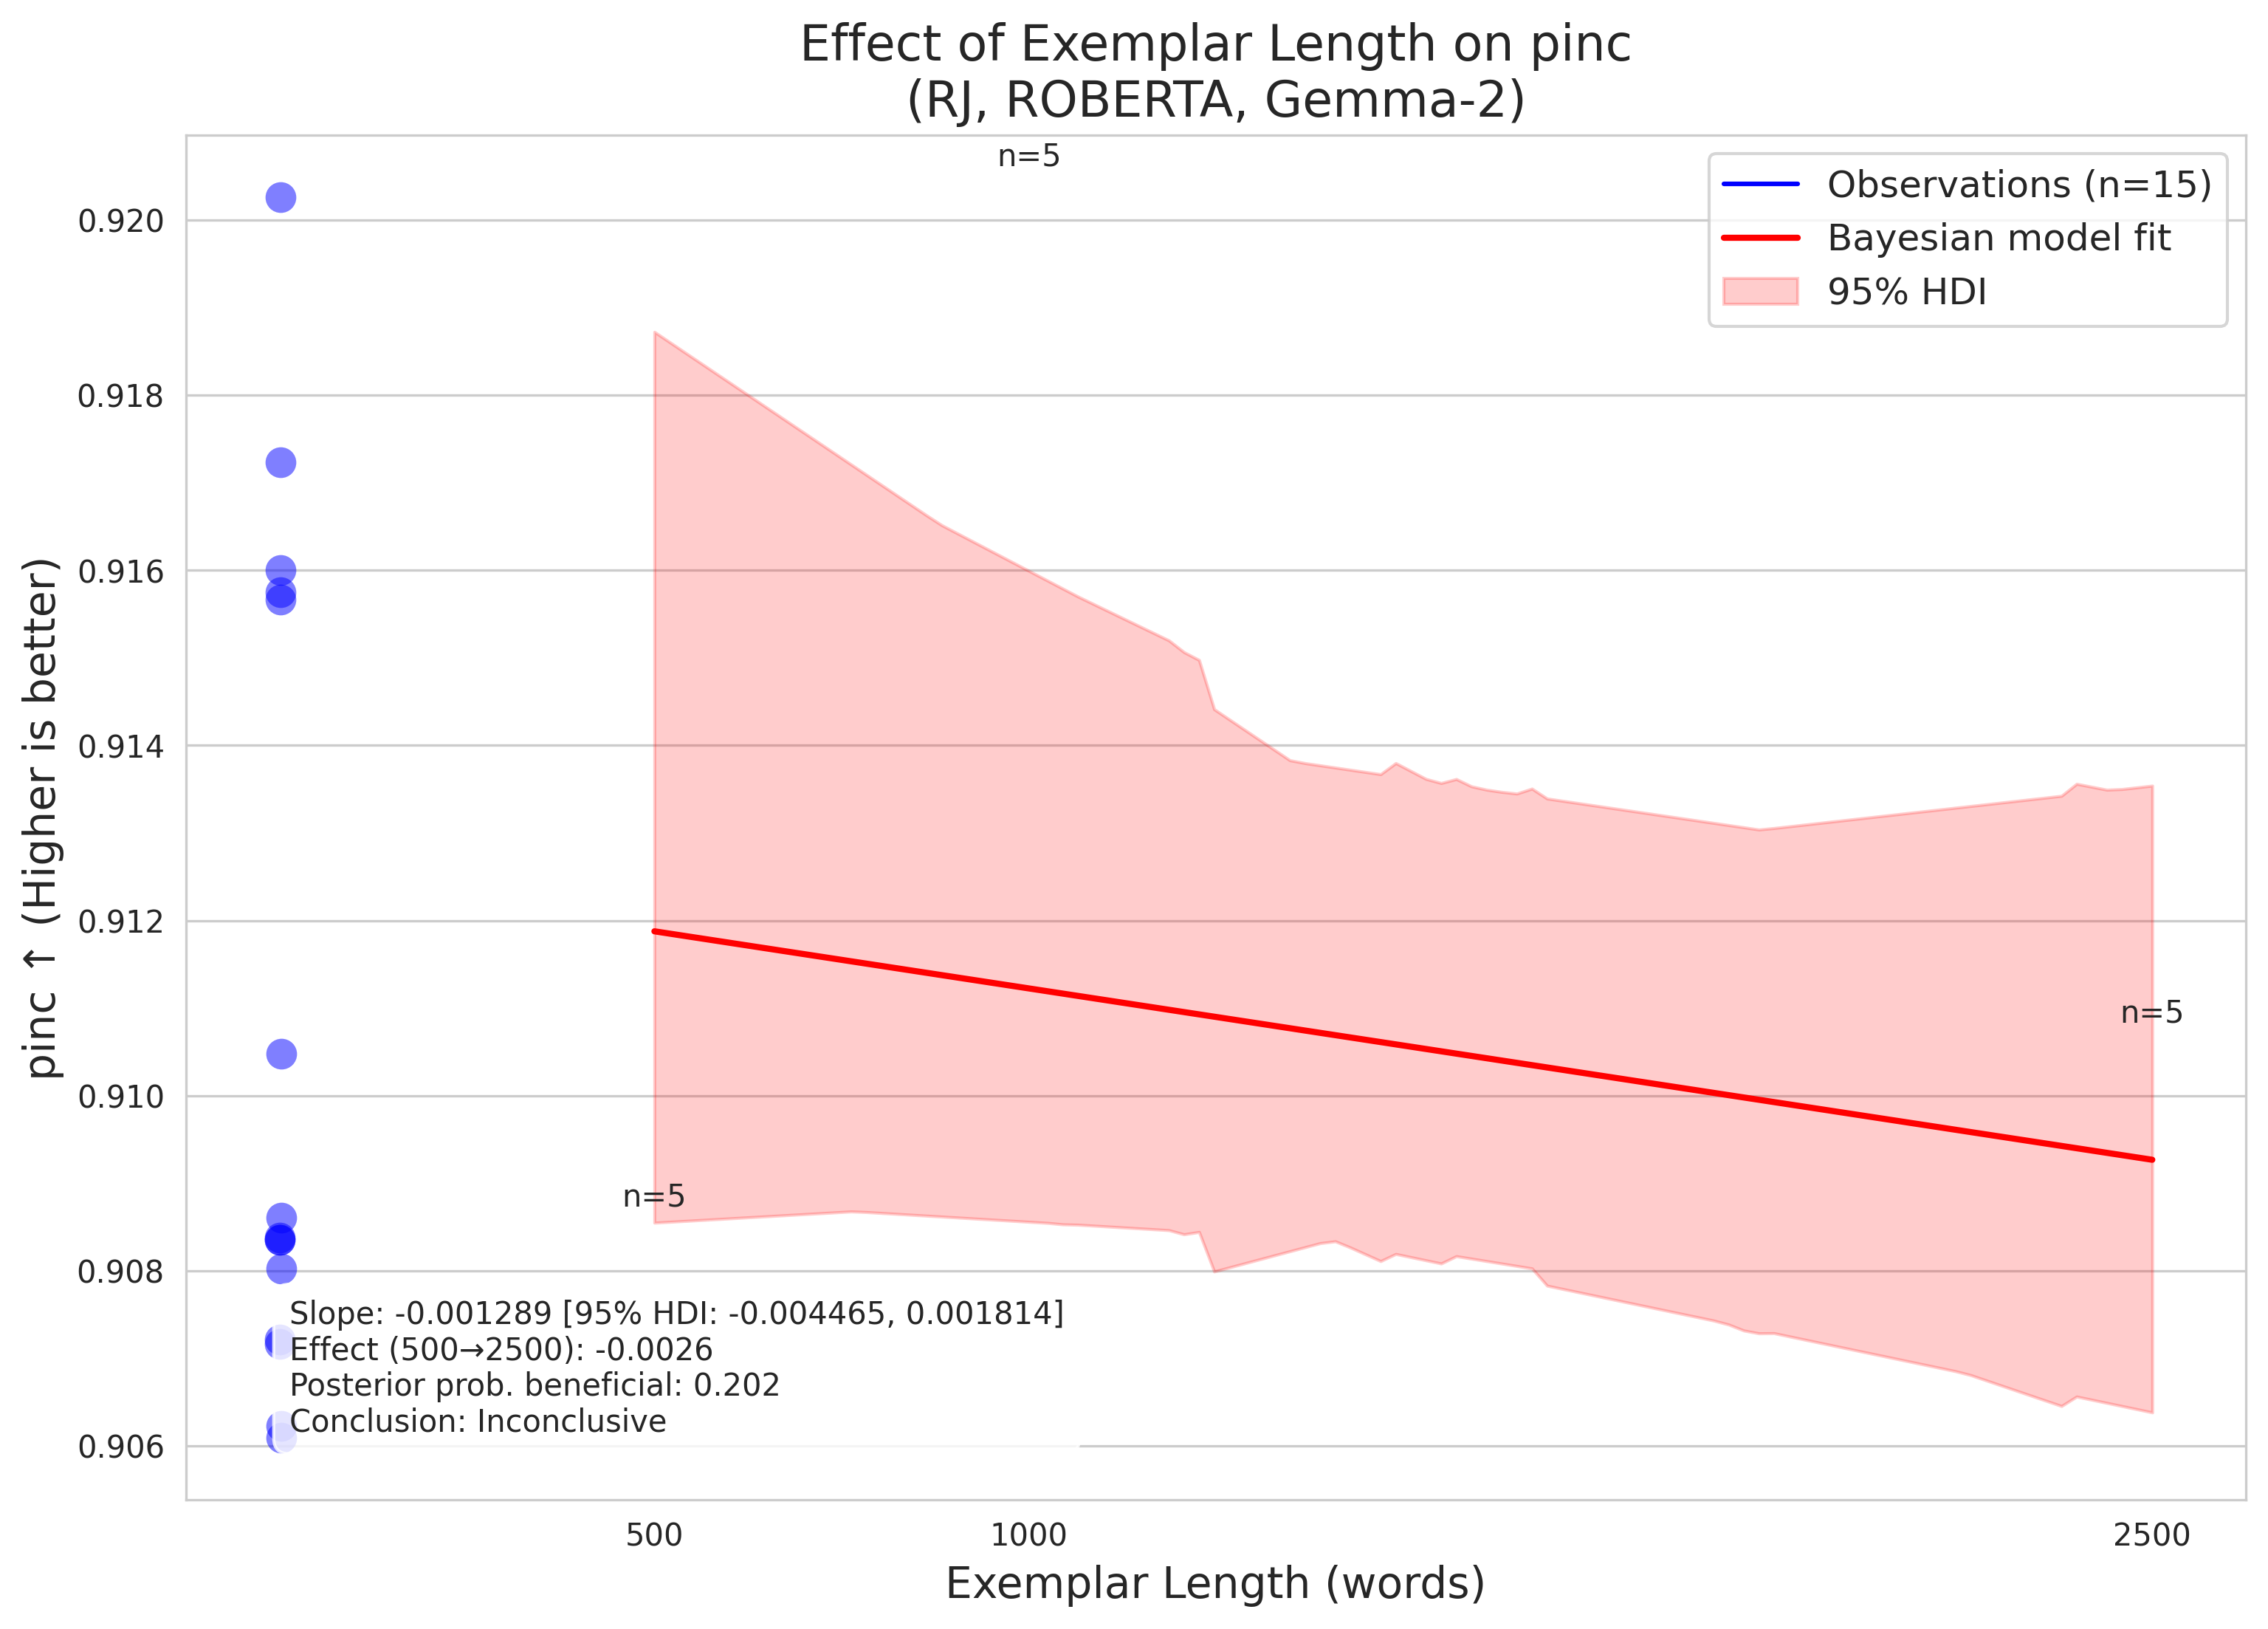 Effect of Exemplar Length on pinc
(RJ, ROBERTA, Gemma-2)
n=5
Observations (n=15)
Bayesian model fit
95% HDI
0.920
0.918
0.916
0.914
0.912
0.910
0.908
0.906
pinc ↑ (Higher is better)
n=5
n=5
Slope: -0.001289 [95% HDI: -0.004465, 0.001814]
Effect (500→2500): -0.0026
Posterior prob. beneficial: 0.202
Conclusion: Inconclusive
500
1000
2500
Exemplar Length (words)